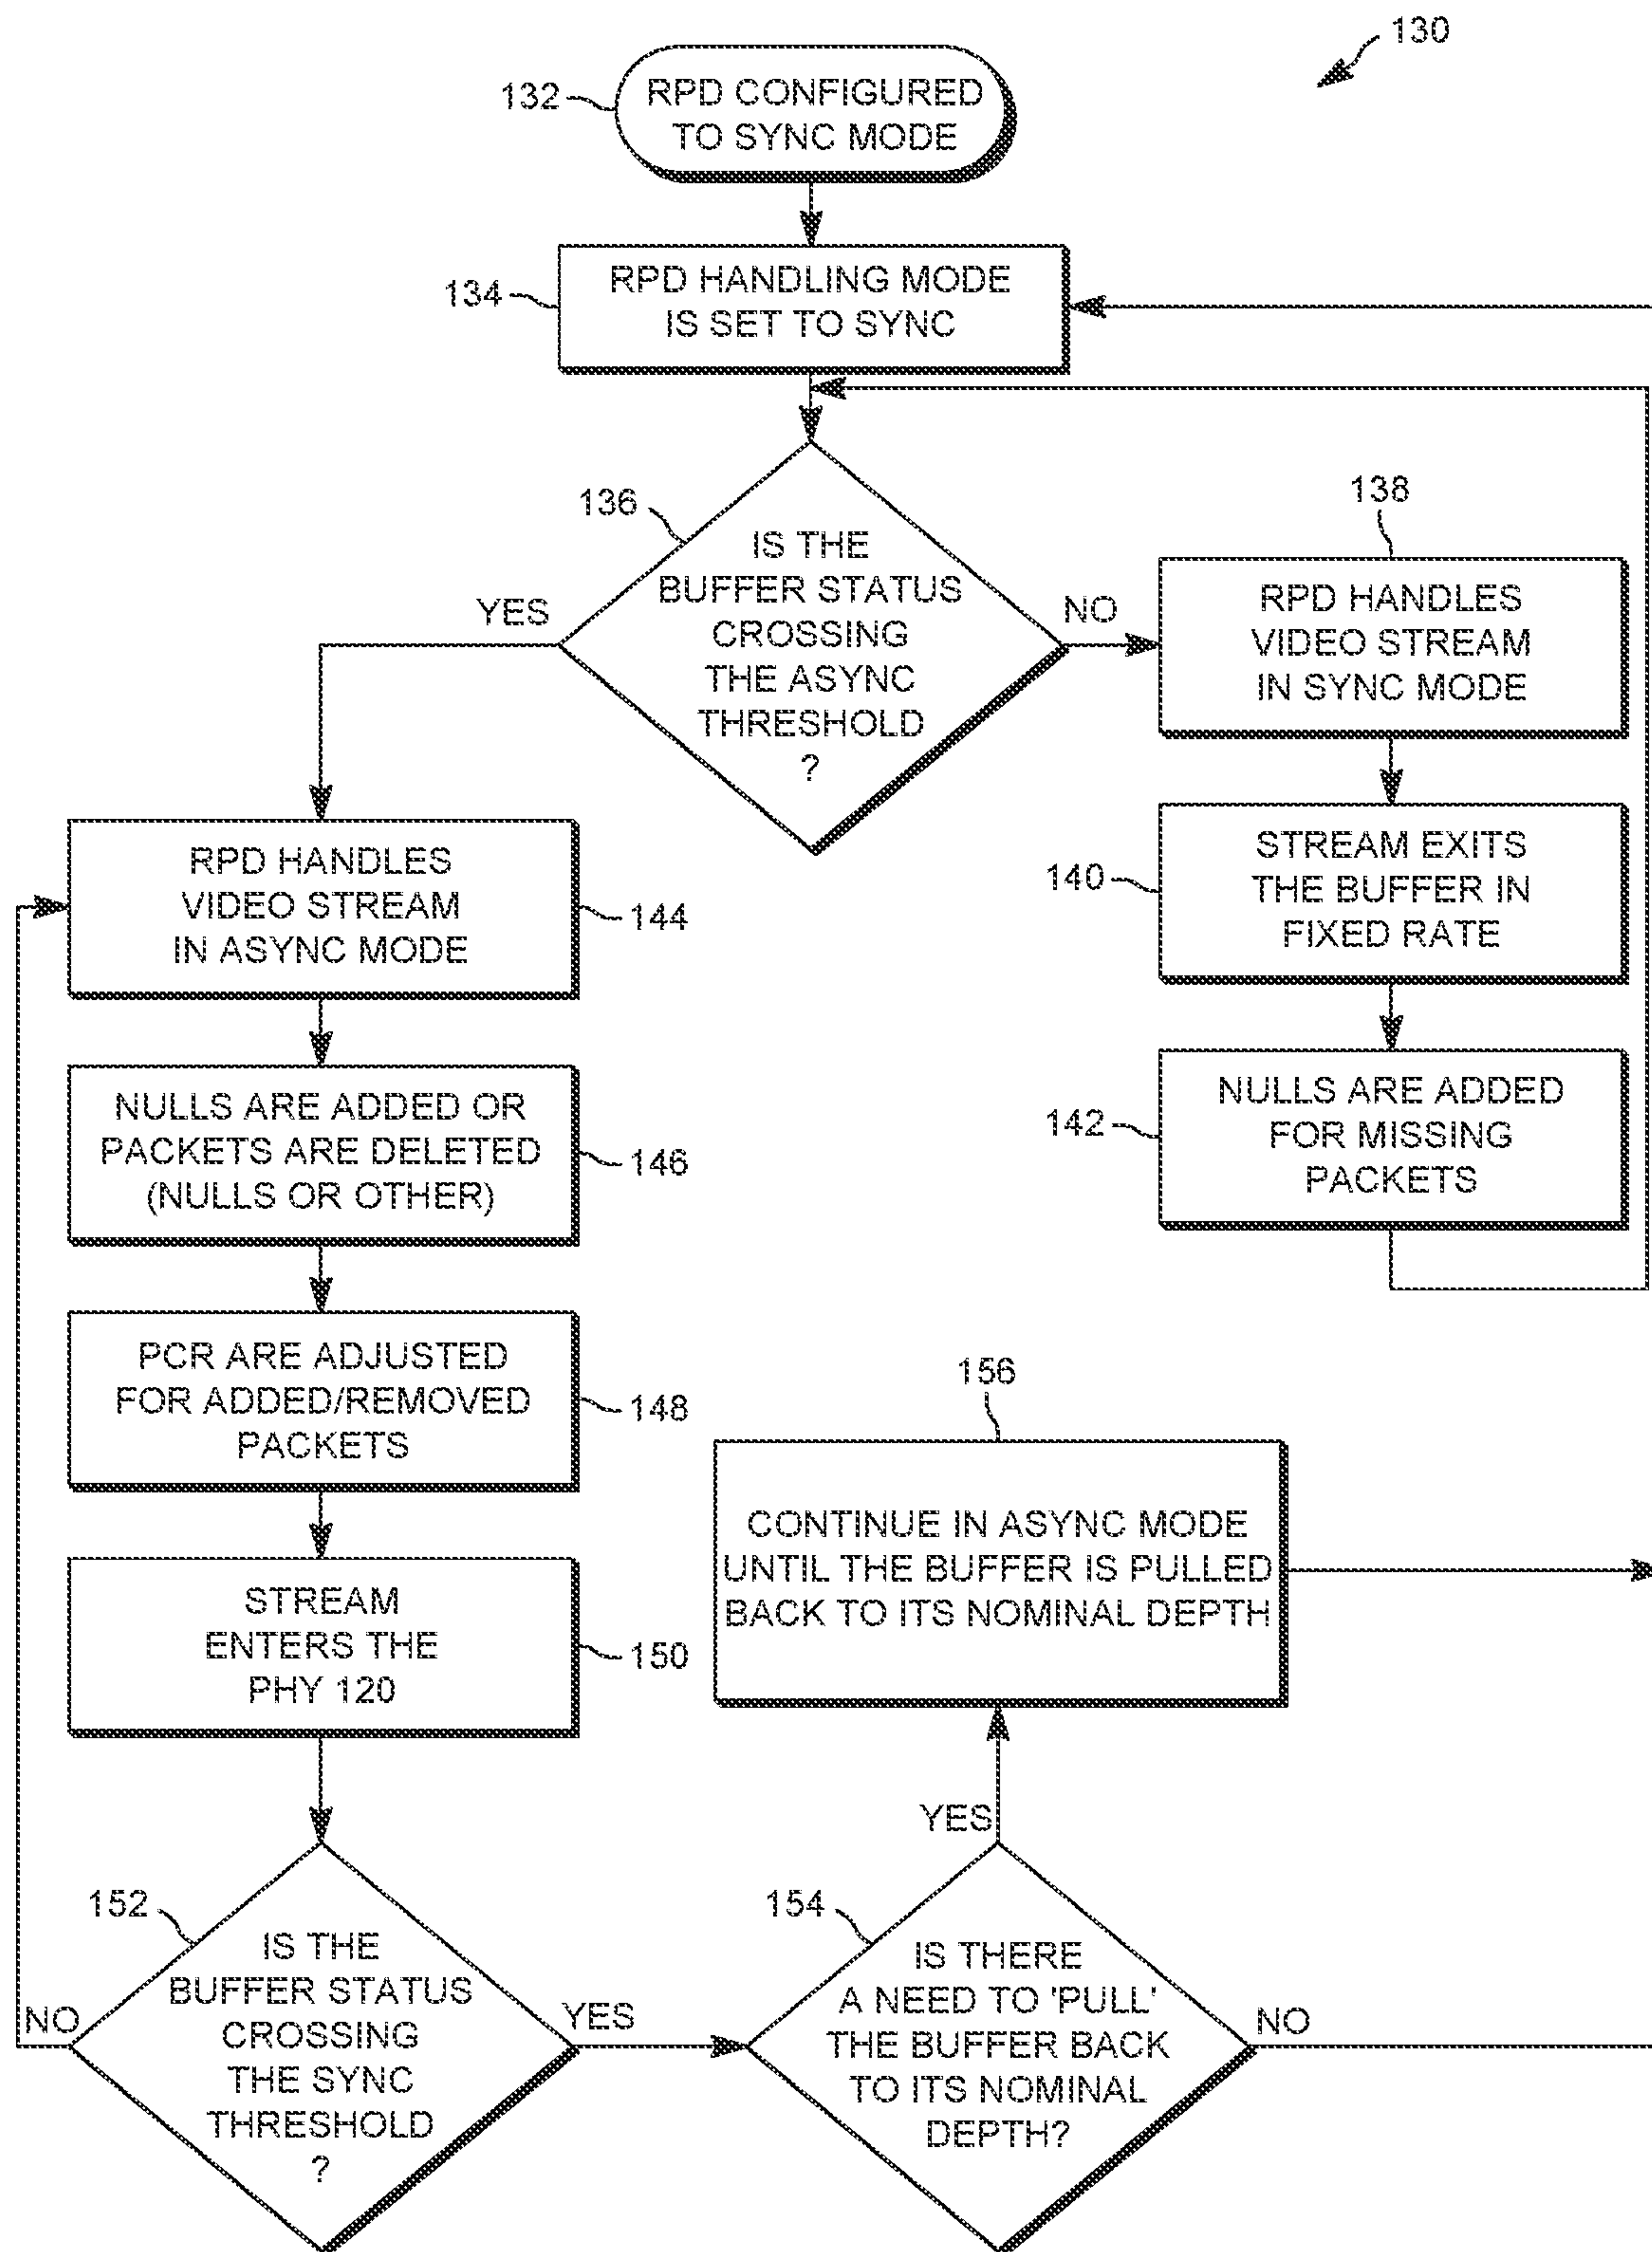 130
132
RPD CONFIGURED
TO SYNC MODE
134
RPD HANDLING MODE
IS SET TO SYNC
136
IS THE
BUFFER STATUS
CROSSING
THE ASYNC
THRESHOLD
?
YES
NO
138
RPD HANDLES
VIDEO STREAM
IN SYNC MODE
140
STREAM EXITS
THE BUFFER IN
FIXED RATE
142
NULLS ARE ADDED
FOR MISSING
PACKETS
RPD HANDLES
VIDEO STREAM
IN ASYNC MODE
144
NULLS ARE ADDED OR
PACKETS ARE DELETED
(NULLS OR OTHER)
146
PCR ARE ADJUSTED
FOR ADDED/REMOVED
PACKETS
148
STREAM
ENTERS THE
PHY 120
150
152
IS THE
BUFFER STATUS
CROSSING
THE SYNC
THRESHOLD
?
NO
YES
154
IS THERE
A NEED TO 'PULL'
THE BUFFER BACK
TO ITS NOMINAL
DEPTH?
YES
NO
156
CONTINUE IN ASYNC MODE
UNTIL THE BUFFER IS PULLED
BACK TO ITS NOMINAL DEPTH